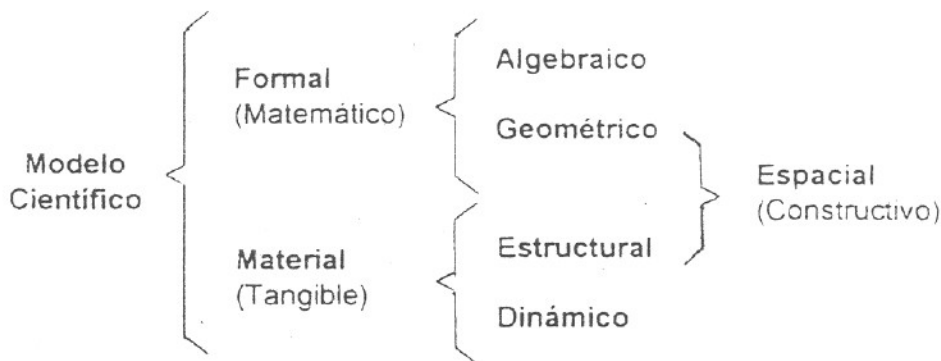 Modelo
Científico
Formal
(Matemático)
Material
(Tangible)
Algebraico
Geométrico
Estructural
Dinámico
Espacial
(Constructivo)